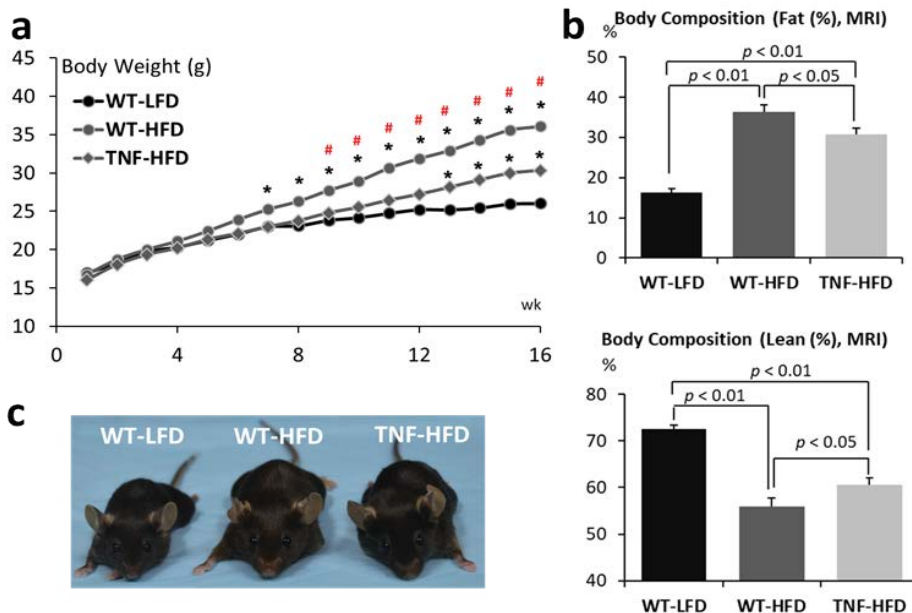 a
Body Weight (g)
45
40
35
30
25
20
15
10
WT-LFD
WT-HFD
TNF-HFD
# # # # # # # #
* * * * * * * * * *
* * * *
wk
0 4 8 12 16
b
Body Composition (Fat (%), MRI)
%
p < 0.01
p < 0.01 p < 0.05
50
40
30
20
10
0
WT-LFD WT-HFD TNF-HFD
Body Composition (Lean (%), MRI)
%
p < 0.01
p < 0.01
p < 0.05
80
70
60
50
40
WT-LFD WT-HFD TNF-HFD
c
WT-LFD WT-HFD TNF-HFD